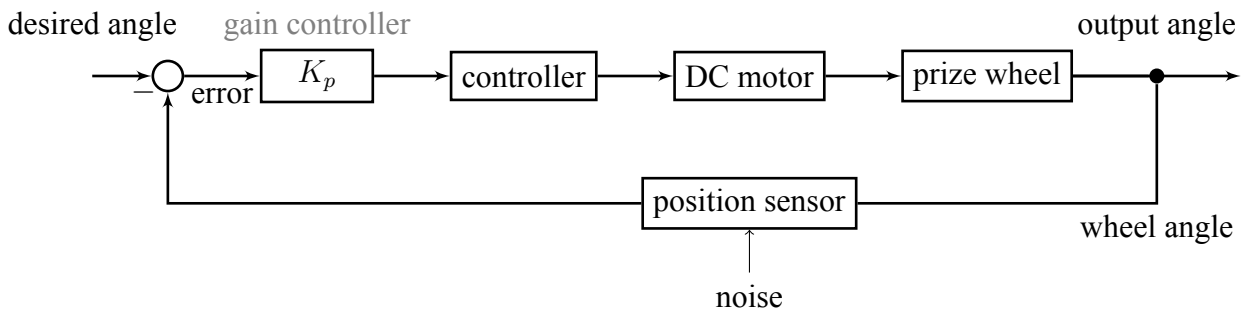 desired angle
gain controller
output angle
−
error
K_p
controller
DC motor
prize wheel
position sensor
wheel angle
noise